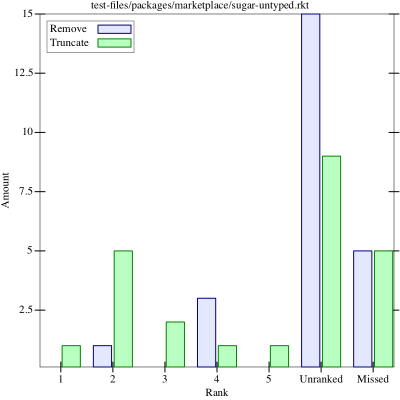 test-files/packages/marketplace/sugar-untyped.rkt
Remove
Truncate
15
12.5
10
7.5
5
2.5
Amount
1 2 3 4 5 Unranked Missed
Rank